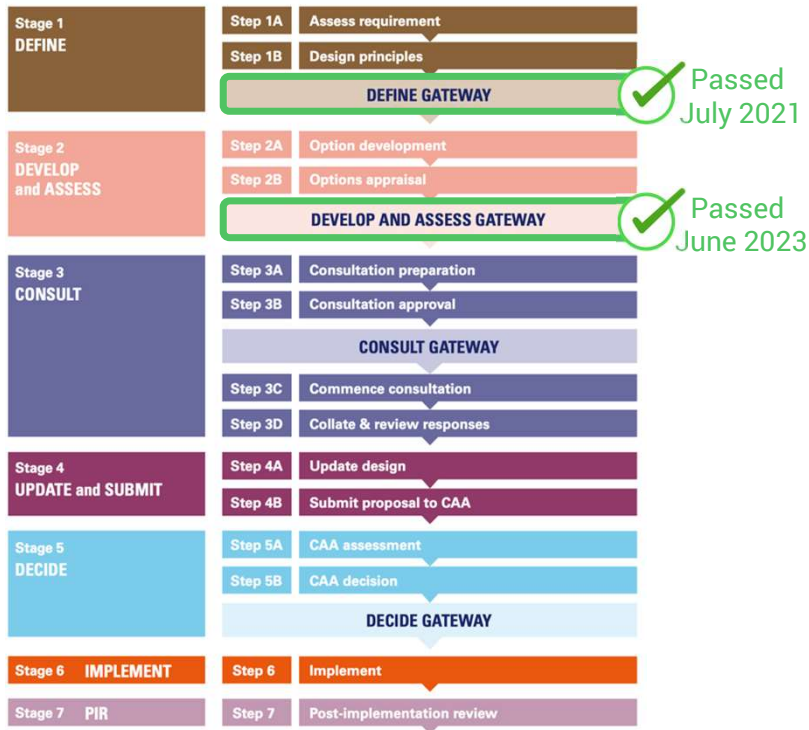 Stage 1
DEFINE
Step 1A Assess requirement
Step 1B Design principles
DEFINE GATEWAY
Passed
July 2021
Stage 2
DEVELOP
and ASSESS
Step 2A Option development
Step 2B Options appraisal
DEVELOP AND ASSESS GATEWAY
Passed
June 2023
Stage 3
CONSULT
Step 3A Consultation preparation
Step 3B Consultation approval
CONSULT GATEWAY
Step 3C Commence consultation
Step 3D Collate & review responses
Stage 4
UPDATE and SUBMIT
Step 4A Update design
Step 4B Submit proposal to CAA
Stage 5
DECIDE
Step 5A CAA assessment
Step 5B CAA decision
DECIDE GATEWAY
Stage 6 IMPLEMENT
Step 6 Implement
Stage 7 PIR
Step 7 Post-implementation review